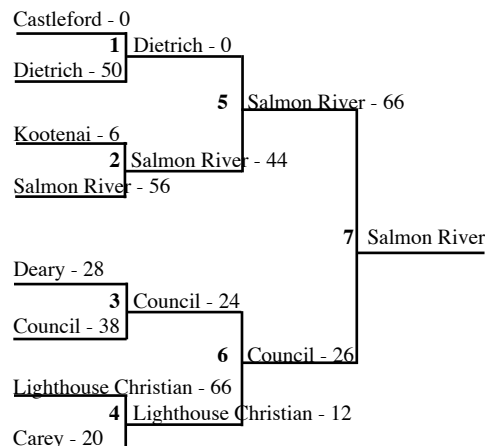 Castleford - 0
1 Dietrich - 0
Dietrich - 50
5 Salmon River - 66
Kootenai - 6
2 Salmon River - 44
Salmon River - 56
7 Salmon River
Deary - 28
3 Council - 24
Council - 38
6 Council - 26
Lighthouse Christian - 66
4 Lighthouse Christian - 12
Carey - 20